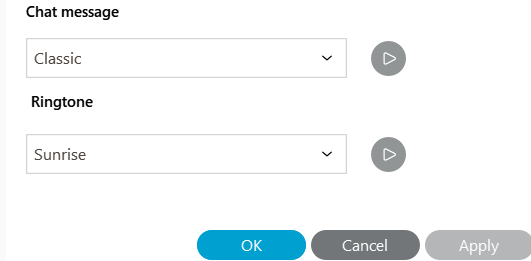 Chat message
Classic
Ringtone
Sunrise
OK Cancel Apply